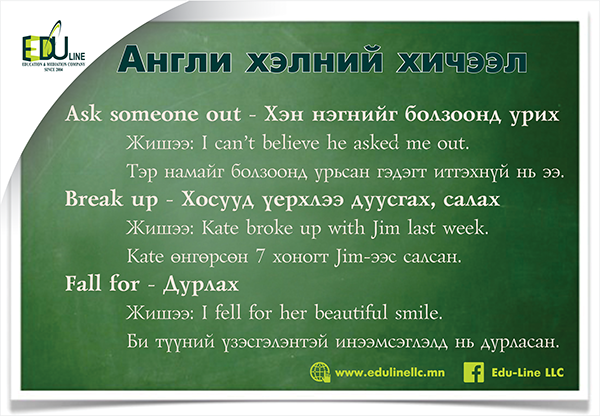 EDU LINE
EDUCATION & MEDIATION COMPANY
SINCE 2004
Англи хэлний хичээл
Ask someone out - Хэн нэгнийг болзоонд урих
Жишээ: I can't believe he asked me out.
Тэр намайг болзоонд урьсан гэдэгт итгэхнүй нь ээ.
Break up - Хосууд үерхлээ дуусгах, салах
Жишээ: Kate broke up with Jim last week.
Kate өнгөрсөн 7 хоногт Jim-ээс салсан.
Fall for - Дурлах
Жишээ: I fell for her beautiful smile.
Би түүний үзэсгэлэнтэй инээмсэглэлд нь дурласан.
www.edulinellc.mn
Edu-Line LLC